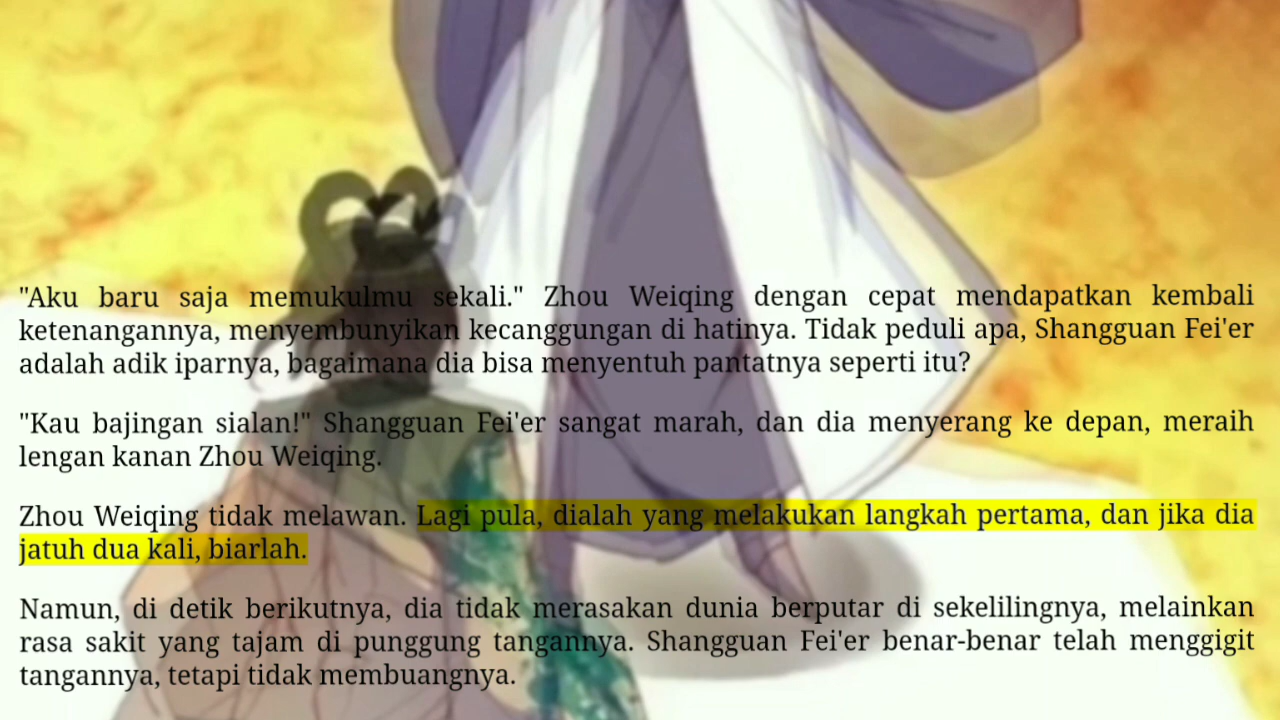 "Aku baru saja memukulmu sekali." Zhou Weiqing dengan cepat mendapatkan kembali
ketenangannya, menyembunyikan kecanggungan di hatinya. Tidak peduli apa, Shangguan Fei'er
adalah adik iparnya, bagaimana dia bisa menyentuh pantatnya seperti itu?
"Kau bajingan sialan!" Shangguan Fei'er sangat marah, dan dia menyerang ke depan, meraih
lengan kanan Zhou Weiqing.
Zhou Weiqing tidak melawan. Lagi pula, dialah yang melakukan langkah pertama, dan jika dia
jatuh dua kali, biarlah.
Namun, di detik berikutnya, dia tidak merasakan dunia berputar di sekelilingnya, melainkan
rasa sakit yang tajam di punggung tangannya. Shangguan Fei'er benar-benar telah menggigit
tangannya, tetapi tidak membuangnya.